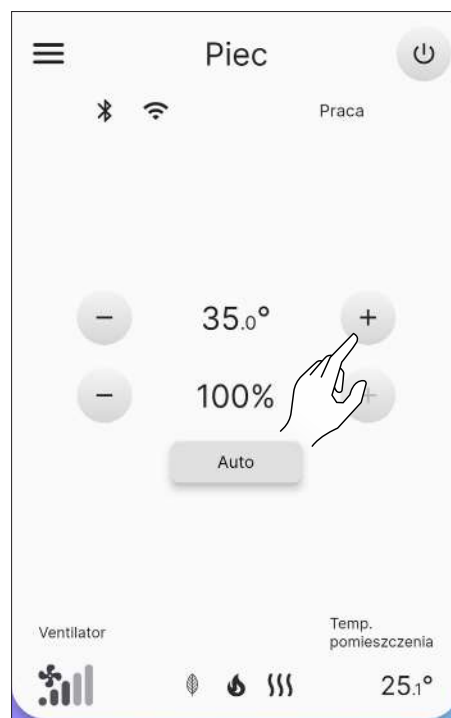 Piec
Praca
− 35.0° +
− 100% +
Auto
Ventilator
Temp.
pomieszczenia
25.1°